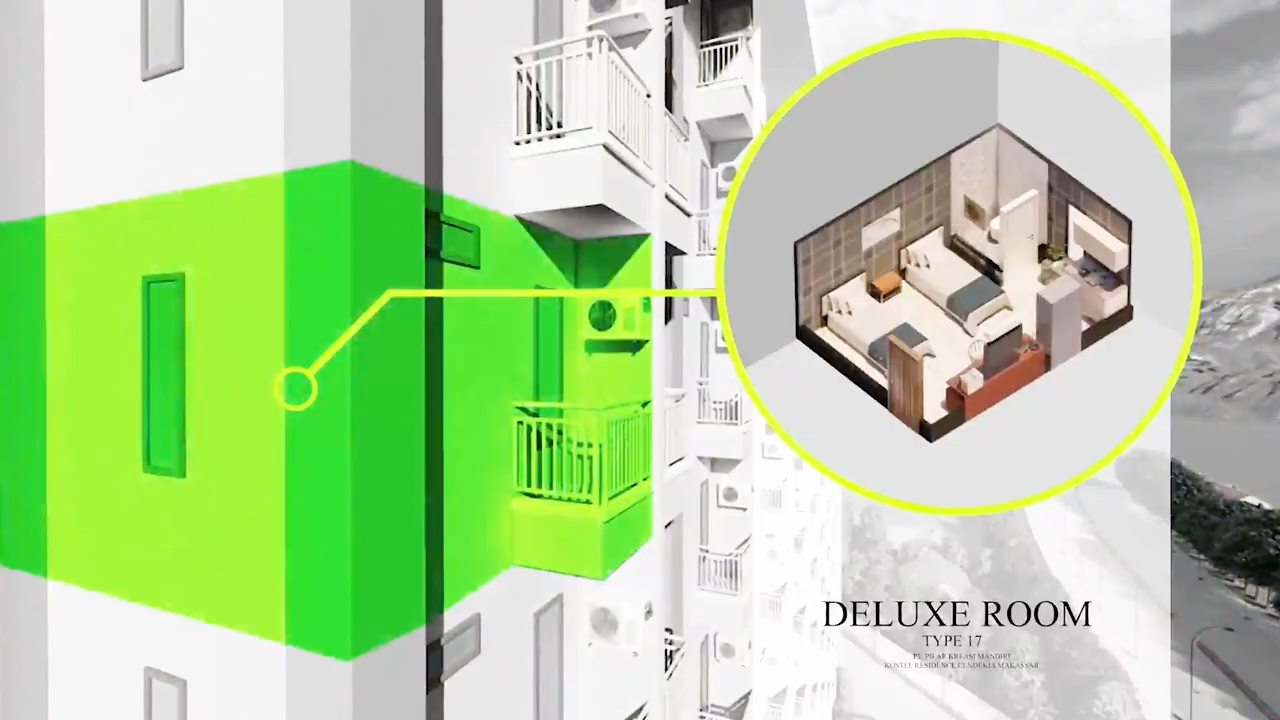 DELUXE ROOM
TYPE 17
PT. PILAR KREASI MANDIRI
KOSTEL RESIDENCE CENDEKIA MAKASSAR